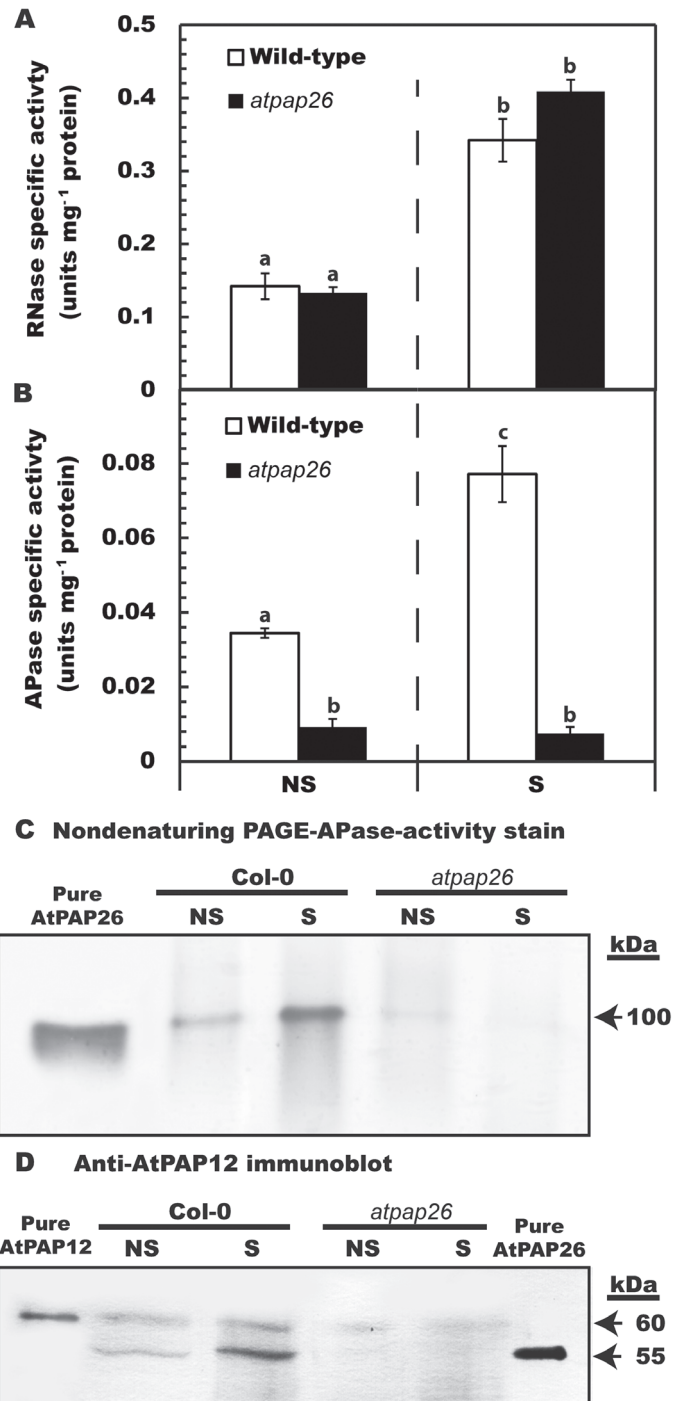 A
0.5
Wild-type
atpap26
RNase specific activty
(units mg-1 protein)
0.4
0.3
0.2
0.1
0
a
a
b
b
B
Wild-type
atpap26
APase specific activty
(units mg-1 protein)
0.08
0.06
0.04
0.02
0
a
b
c
b
NS
S
C Nondenaturing PAGE-APase-activity stain
Pure
AtPAP26
Col-0
atpap26
NS
S
NS
S
kDa
100
D Anti-AtPAP12 immunoblot
Pure
AtPAP12
Col-0
atpap26
NS
S
NS
S
Pure
AtPAP26
kDa
60
55